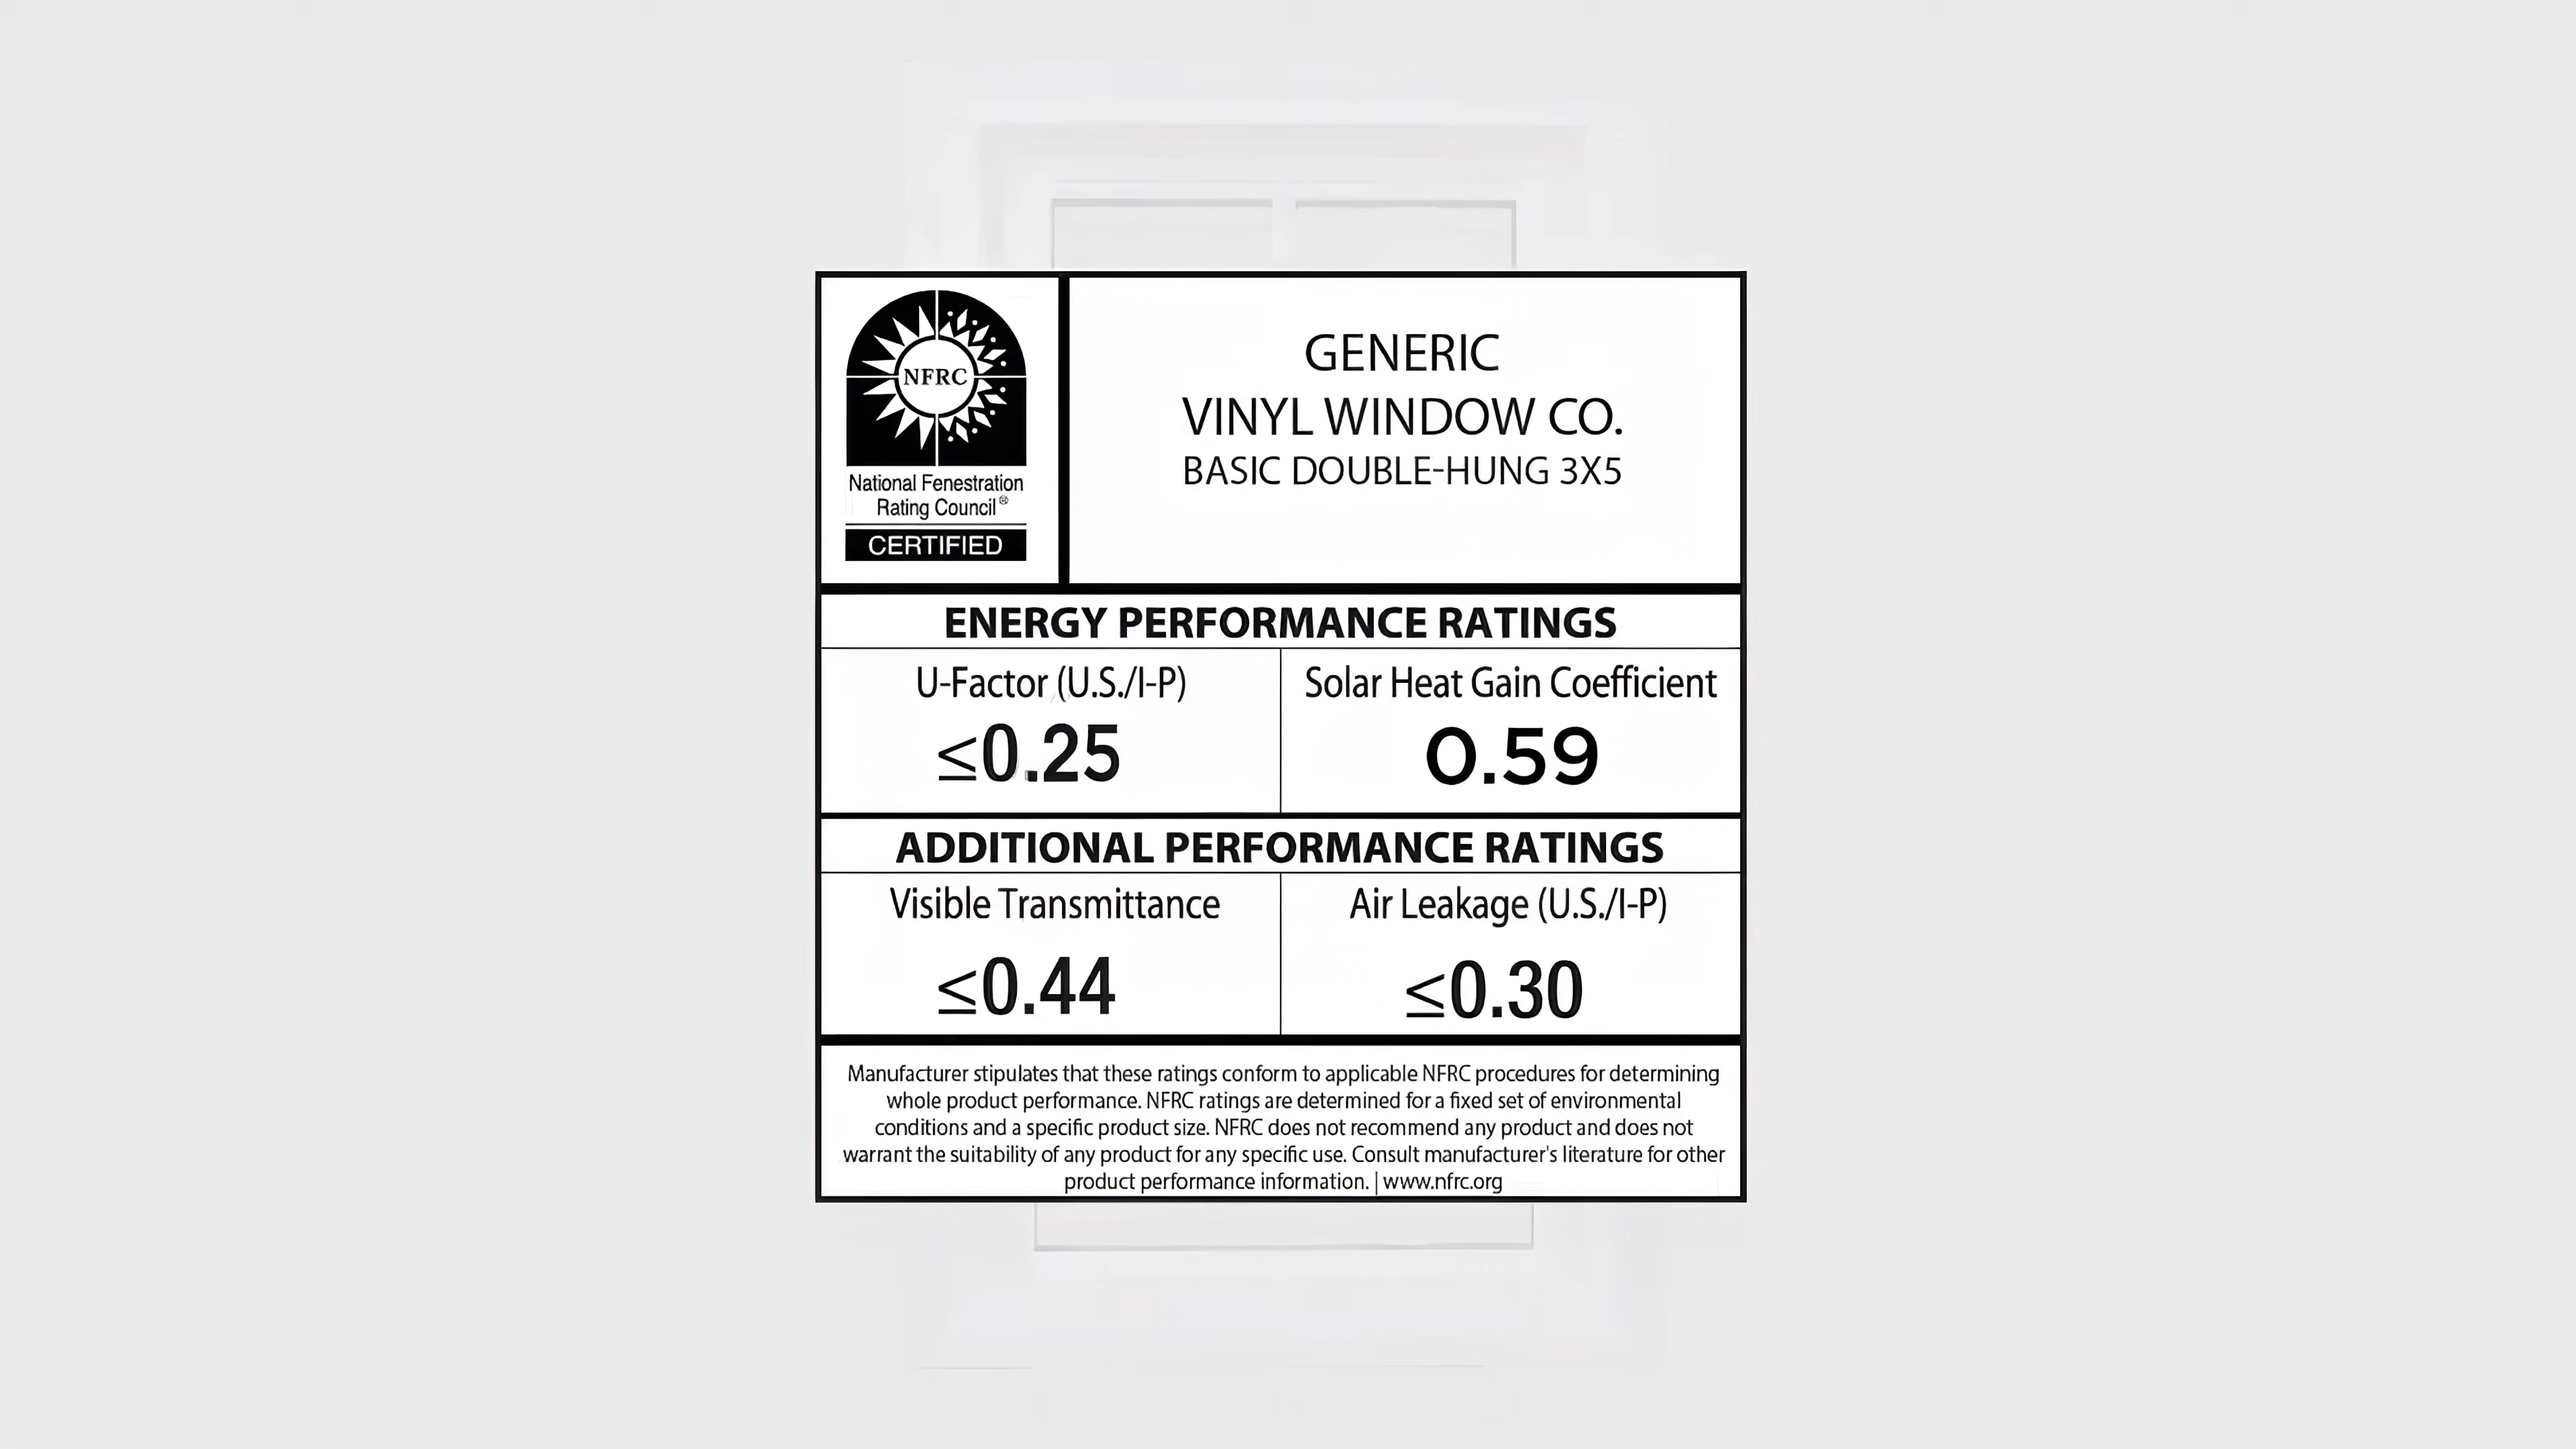 NFRC
National Fenestration
Rating Council®
CERTIFIED
GENERIC
VINYL WINDOW CO.
BASIC DOUBLE-HUNG 3X5
ENERGY PERFORMANCE RATINGS
U-Factor (U.S./I-P)
≤0.25
Solar Heat Gain Coefficient
0.59
ADDITIONAL PERFORMANCE RATINGS
Visible Transmittance
≤0.44
Air Leakage (U.S./I-P)
≤0.30
Manufacturer stipulates that these ratings conform to applicable NFRC procedures for determining
whole product performance. NFRC ratings are determined for a fixed set of environmental
conditions and a specific product size. NFRC does not recommend any product and does not
warrant the suitability of any product for any specific use. Consult manufacturer's literature for other
product performance information. | www.nfrc.org